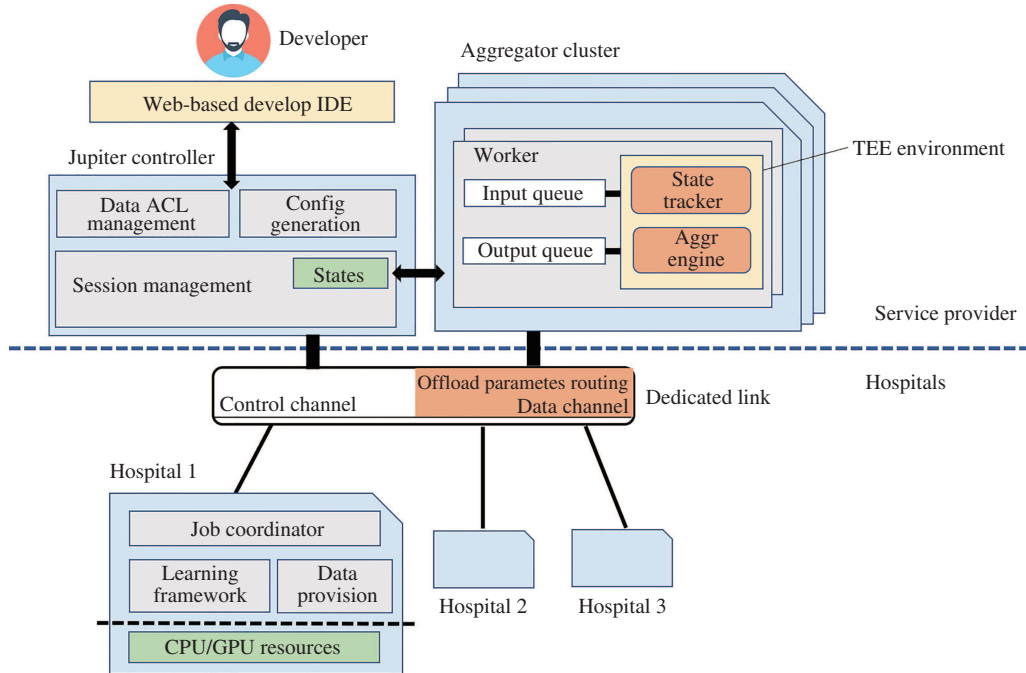 Developer
Aggregator cluster
Web-based develop IDE
Jupiter controller
Worker
TEE environment
Data ACL
management
Config
generation
Input queue
State
tracker
Output queue
Aggr
engine
Session management
States
Service provider
Hospitals
Control channel
Offload parametes routing
Data channel
Dedicated link
Hospital 1
Job coordinator
Learning
framework
Data
provision
CPU/GPU resources
Hospital 2
Hospital 3